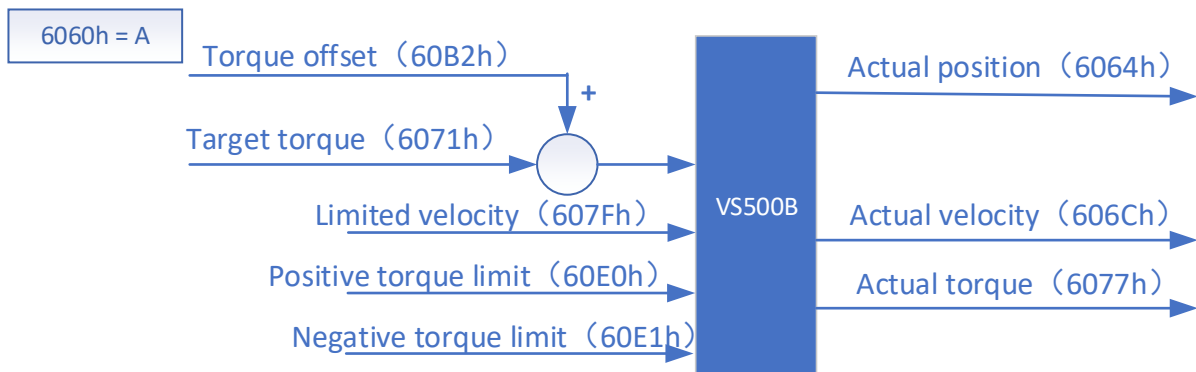 6060h = A
Torque offset（60B2h）
+
Target torque（6071h）
Limited velocity（607Fh）
Positive torque limit（60E0h）
Negative torque limit（60E1h）
VS500B
Actual position（6064h）
Actual velocity（606Ch）
Actual torque（6077h）